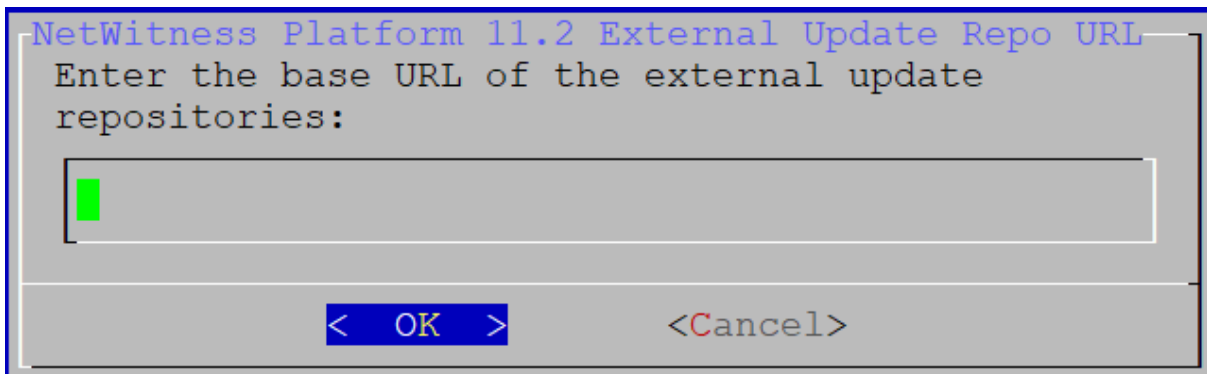 NetWitness Platform 11.2 External Update Repo URL
Enter the base URL of the external update
repositories:
< OK > <Cancel>